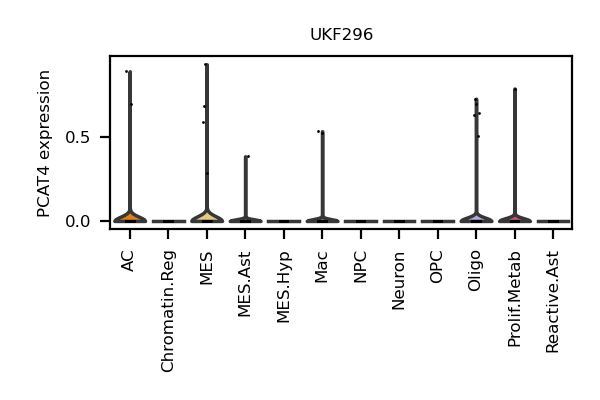 UKF296
PCAT4 expression
0.5
0.0
AC
Chromatin.Reg
MES
MES.Ast
MES.Hyp
Mac
NPC
Neuron
OPC
Oligo
Prolif.Metab
Reactive.Ast